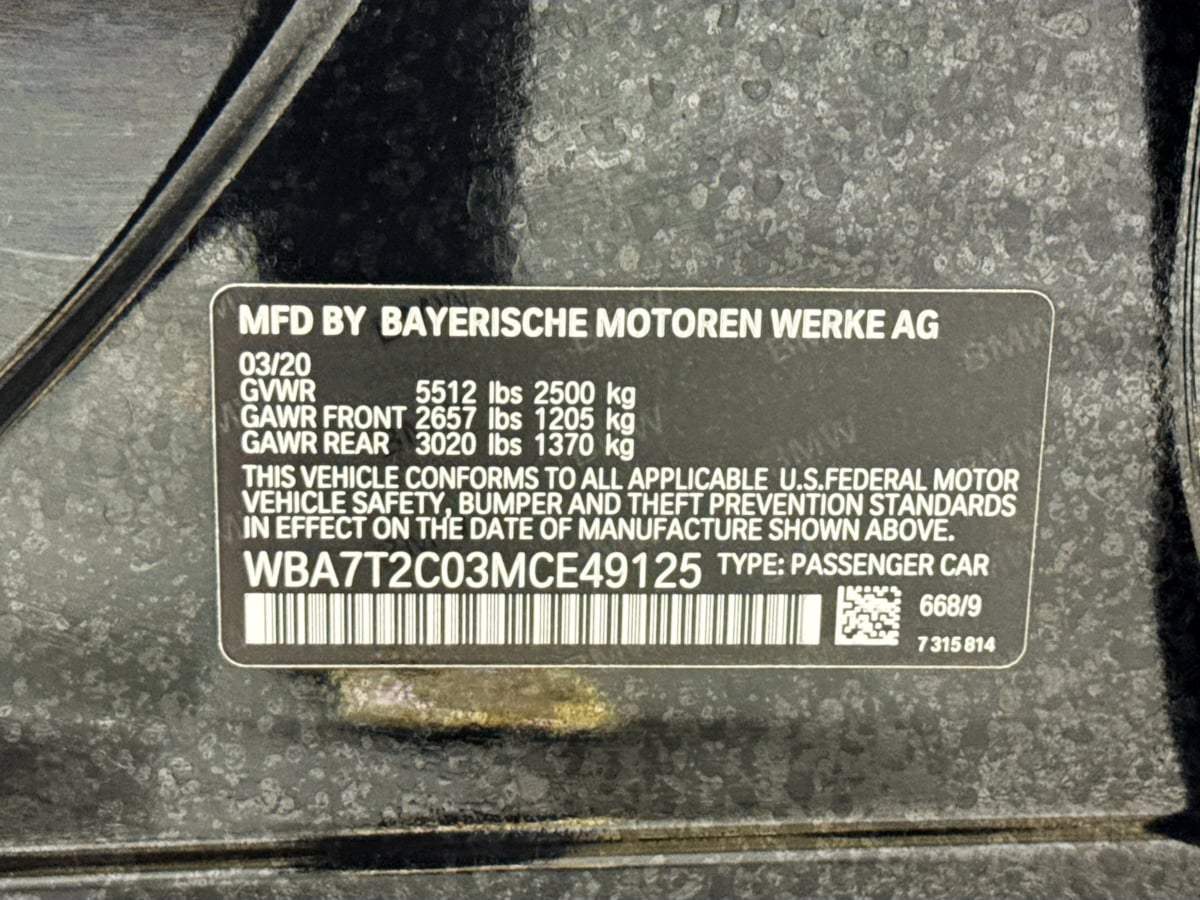 MFD BY BAYERISCHE MOTOREN WERKE AG
03/20
GVWR 5512 lbs 2500 kg
GAWR FRONT 2657 lbs 1205 kg
GAWR REAR 3020 lbs 1370 kg
THIS VEHICLE CONFORMS TO ALL APPLICABLE U.S.FEDERAL MOTOR
VEHICLE SAFETY, BUMPER AND THEFT PREVENTION STANDARDS
IN EFFECT ON THE DATE OF MANUFACTURE SHOWN ABOVE.
WBA7T2C03MCE49125 TYPE: PASSENGER CAR
668/9
7 315 814